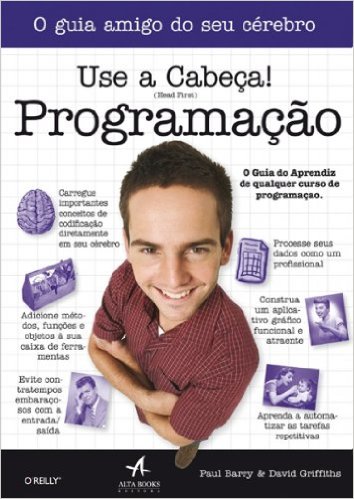 O guia amigo do seu cérebro
Use a Cabeça!
(Head First)
Programação
O Guia do Aprendiz
de qualquer curso de
programaçao.
Carregue
importantes
conceitos de
codificação
diretamente
em seu cérebro
Processe seus
dados como um
profissional
Adicione méto-
dos, funções e
objetos à sua
caixa de ferra-
mentas
Construa
um aplica-
tivo gráfico
funcional e
atraente
Evite con-
tratempos
embaraço-
sos com a
entrada/
saída
Aprenda a automa-
tizar as tarefas
repetitivas
O REILLY
ALTA BOOKS
EDITORA
Paul Barry & David Griffiths